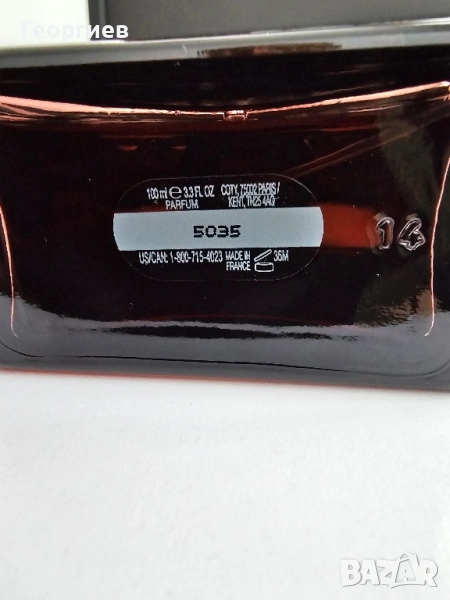 Георгиев
100 ml ℮ 3.3 FL. OZ COTY, 75002 PARIS /
PARFUM KENT, TN25 4AQ
5035
14
US/CAN: 1-800-715-4023 MADE IN FRANCE 36M
BAZAR